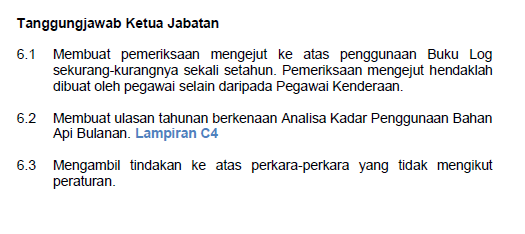 Tanggungjawab Ketua Jabatan
6.1 Membuat pemeriksaan mengejut ke atas penggunaan Buku Log
sekurang-kurangnya sekali setahun. Pemeriksaan mengejut hendaklah
dibuat oleh pegawai selain daripada Pegawai Kenderaan.
6.2 Membuat ulasan tahunan berkenaan Analisa Kadar Penggunaan Bahan
Api Bulanan. Lampiran C4
6.3 Mengambil tindakan ke atas perkara-perkara yang tidak mengikut
peraturan.